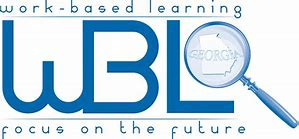 work-based learning
WBL
GEORGIA
focus on the future